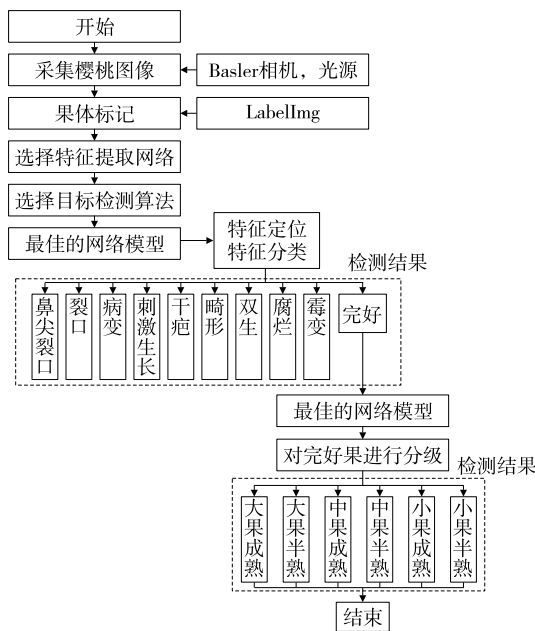 开始
采集樱桃图像
Basler相机，光源
果体标记
LabelImg
选择特征提取网络
选择目标检测算法
最佳的网络模型
特征定位
特征分类
检测结果
鼻尖裂口
裂口
病变
刺激生长
干疤
畸形
双生
腐烂
霉变
完好
最佳的网络模型
对完好果进行分级
检测结果
大果成熟
大果半熟
中果成熟
中果半熟
小果成熟
小果半熟
结束